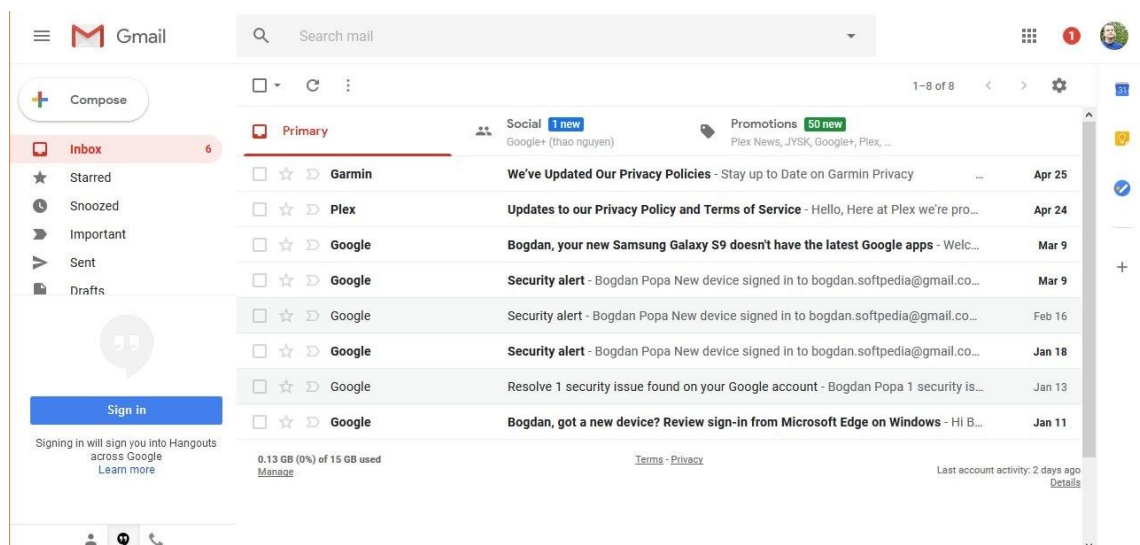 Gmail
Search mail
1
Compose
1–8 of 8
31
Inbox 6
Starred
Snoozed
Important
Sent
Drafts
Primary
Social 1 new
Google+ (thao nguyen)
Promotions 50 new
Plex News, JYSK, Google+, Plex, ...
Garmin We've Updated Our Privacy Policies - Stay up to Date on Garmin Privacy ... Apr 25
Plex Updates to our Privacy Policy and Terms of Service - Hello, Here at Plex we're pro... Apr 24
Google Bogdan, your new Samsung Galaxy S9 doesn't have the latest Google apps - Welc... Mar 9
Google Security alert - Bogdan Popa New device signed in to bogdan.softpedia@gmail.co... Mar 9
Google Security alert - Bogdan Popa New device signed in to bogdan.softpedia@gmail.co... Feb 16
Google Security alert - Bogdan Popa New device signed in to bogdan.softpedia@gmail.co... Jan 18
Google Resolve 1 security issue found on your Google account - Bogdan Popa 1 security is... Jan 13
Google Bogdan, got a new device? Review sign-in from Microsoft Edge on Windows - Hi B... Jan 11
Sign in
Signing in will sign you into Hangouts
across Google
Learn more
0.13 GB (0%) of 15 GB used
Manage
Terms - Privacy
Last account activity: 2 days ago
Details